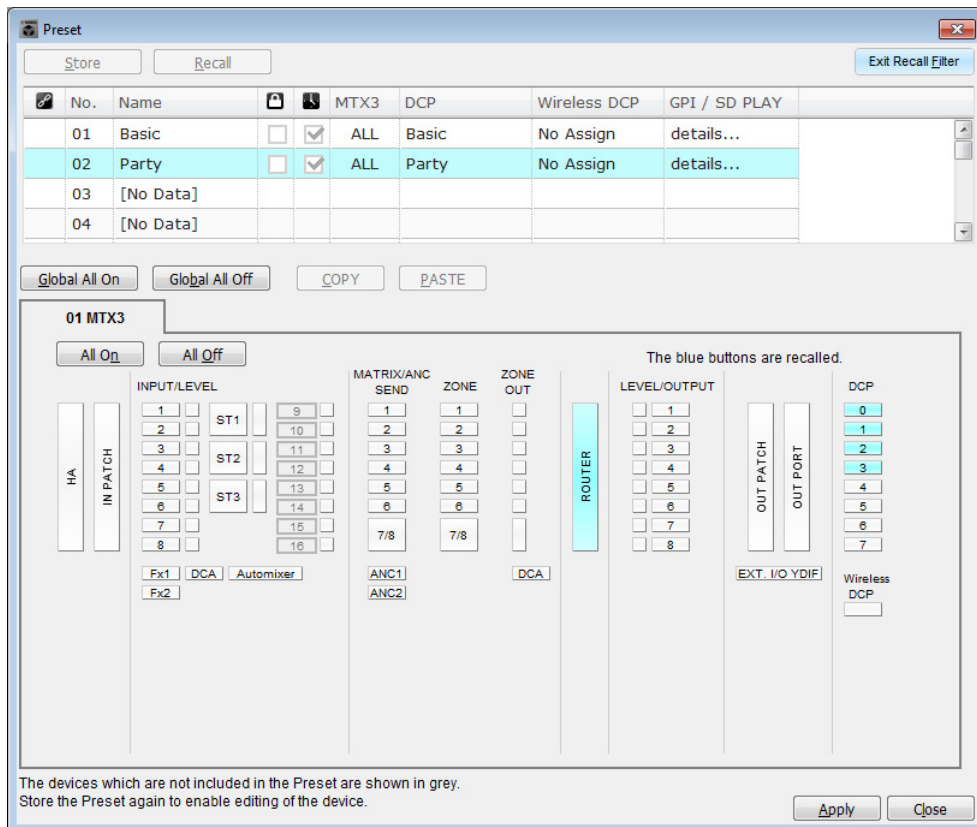 Preset
Store Recall Exit Recall Filter
No. Name MTX3 DCP Wireless DCP GPI / SD PLAY
01 Basic ALL Basic No Assign details...
02 Party ALL Party No Assign details...
03 [No Data]
04 [No Data]
Global All On Global All Off COPY PASTE
01 MTX3
All On All Off The blue buttons are recalled.
INPUT/LEVEL MATRIX/ANC SEND ZONE ZONE OUT LEVEL/OUTPUT DCP
HA
IN PATCH
1 ST1 9 1 1 1 0
2 10 2 2 2 1
3 ST2 11 3 3 3 2
4 12 4 4 4 3
5 ST3 13 5 5 5 4
6 14 6 6 6 5
7 15 7/8 7/8 7 6
8 16 8 7
ROUTER
OUT PATCH
OUT PORT
Fx1 DCA Automixer ANC1 DCA EXT. I/O YDIF Wireless DCP
Fx2 ANC2
The devices which are not included in the Preset are shown in grey.
Store the Preset again to enable editing of the device.
Apply Close